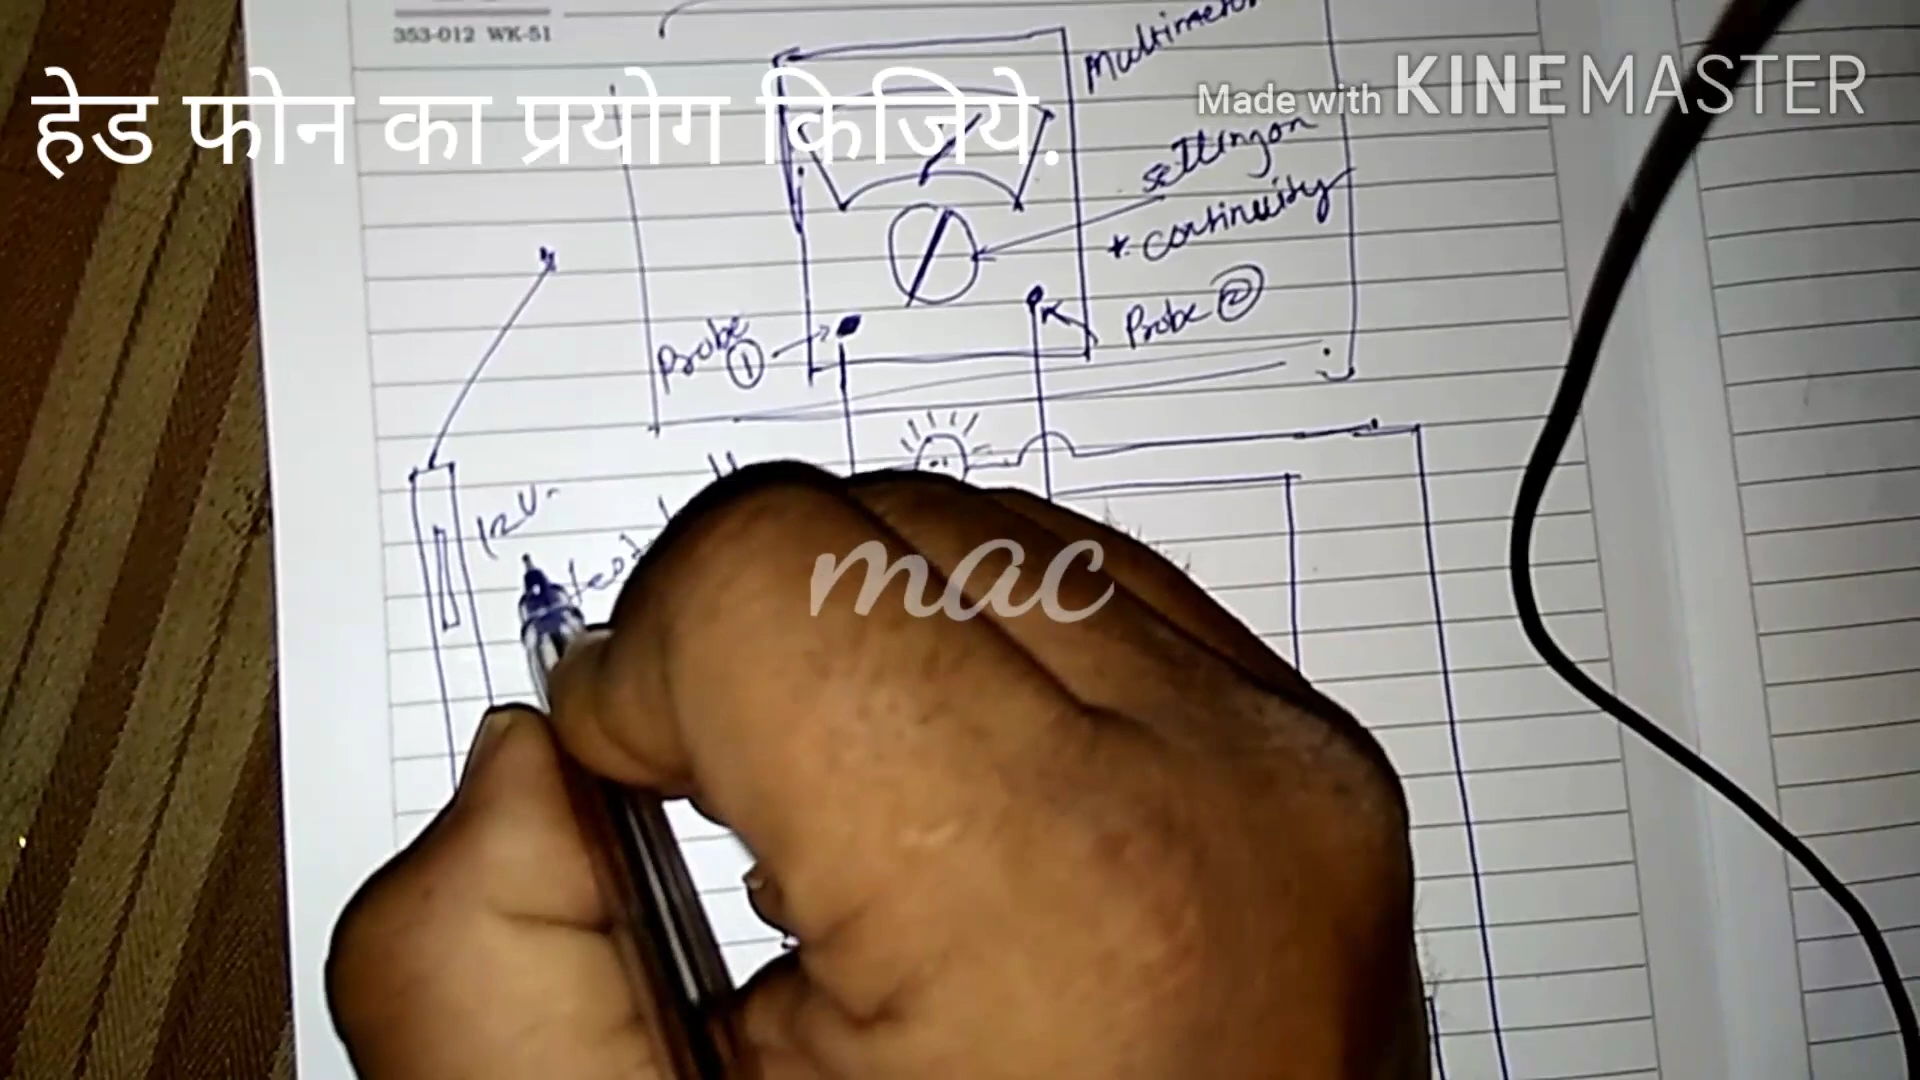 353-012 WK-51
हेड फोन का प्रयोग किजिये.
Made with KINEMASTER
Multimeter
setting on
* continuity
Probe ①
Probe ②
12V-
mac